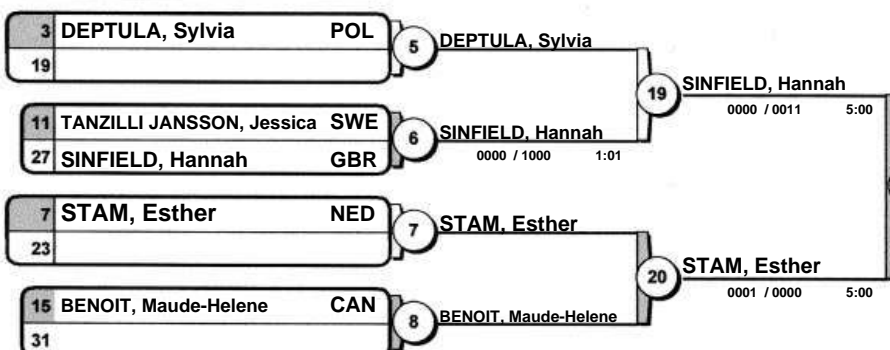 3 DEPTULA, Sylvia POL
19
5 DEPTULA, Sylvia
11 TANZILLI JANSSON, Jessica SWE
27 SINFIELD, Hannah GBR
6 SINFIELD, Hannah
0000 / 1000 1:01
19 SINFIELD, Hannah
0000 / 0011 5:00
7 STAM, Esther NED
23
7 STAM, Esther
15 BENOIT, Maude-Helene CAN
31
8 BENOIT, Maude-Helene
20 STAM, Esther
0001 / 0000 5:00